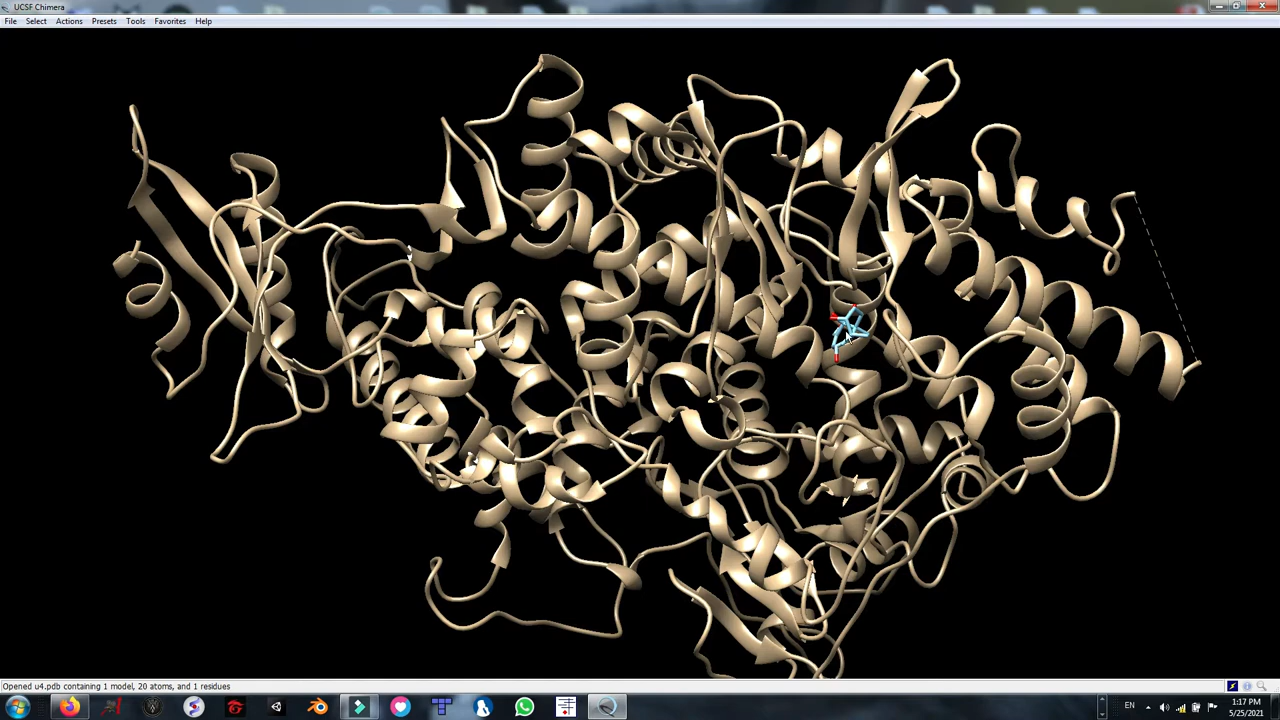 UCSF Chimera
File Select Actions Presets Tools Favorites Help
Opened u4.pdb containing 1 model, 20 atoms, and 1 residues
EN 1:17 PM
5/25/2021